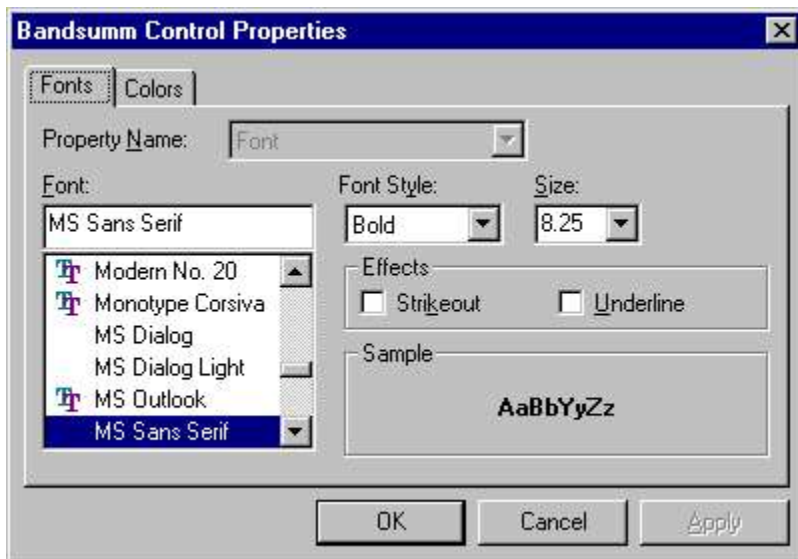 Bandsumm Control Properties
Fonts
Colors
Property Name:
Font
Font:
Font Style:
Size:
MS Sans Serif
Bold
8.25
Modern No. 20
Monotype Corsiva
MS Dialog
MS Dialog Light
MS Outlook
MS Sans Serif
Effects
Strikeout
Underline
Sample
AaBbYyZz
OK
Cancel
Apply